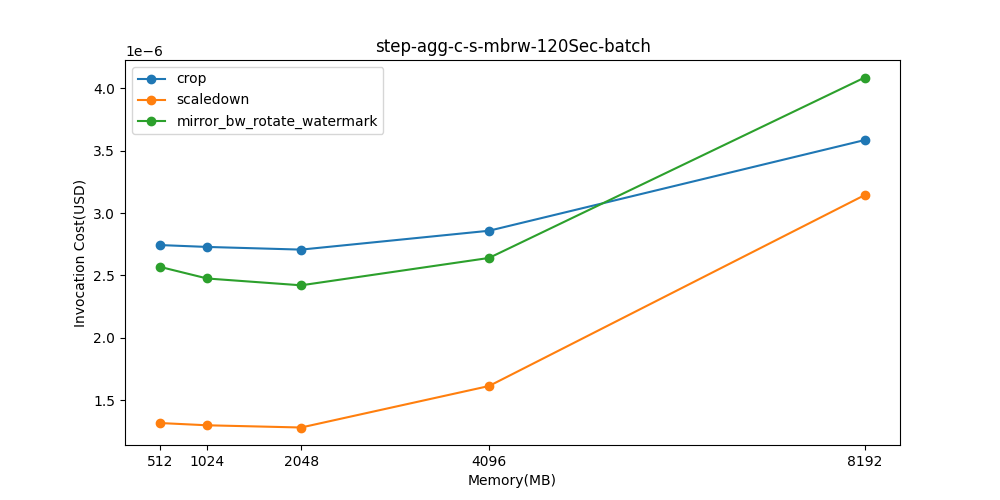 step-agg-c-s-mbrw-120Sec-batch
1e−6
crop
scaledown
mirror_bw_rotate_watermark
4.0
3.5
3.0
2.5
2.0
1.5
Invocation Cost(USD)
512 1024 2048 4096 8192
Memory(MB)